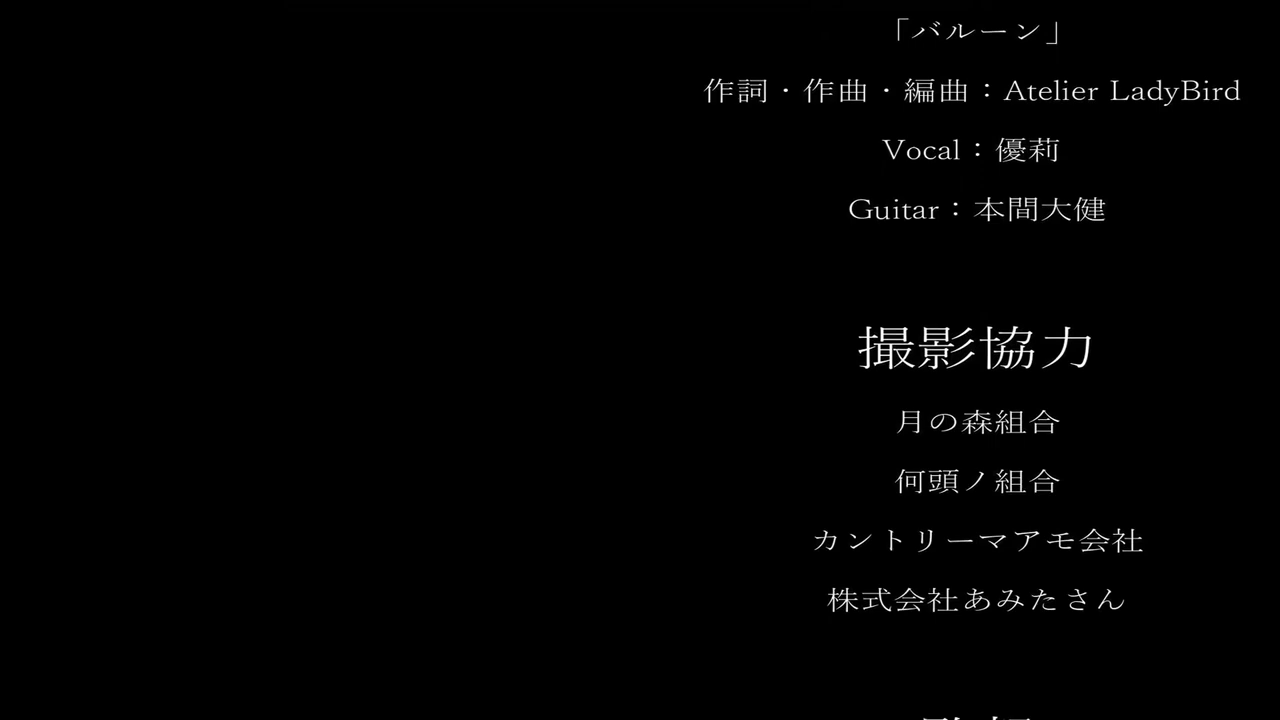 「バルーン」
作詞・作曲・編曲：Atelier LadyBird
Vocal：優莉
Guitar：本間大健
撮影協力
月の森組合
何頭ノ組合
カントリーマアモ会社
株式会社あみたさん